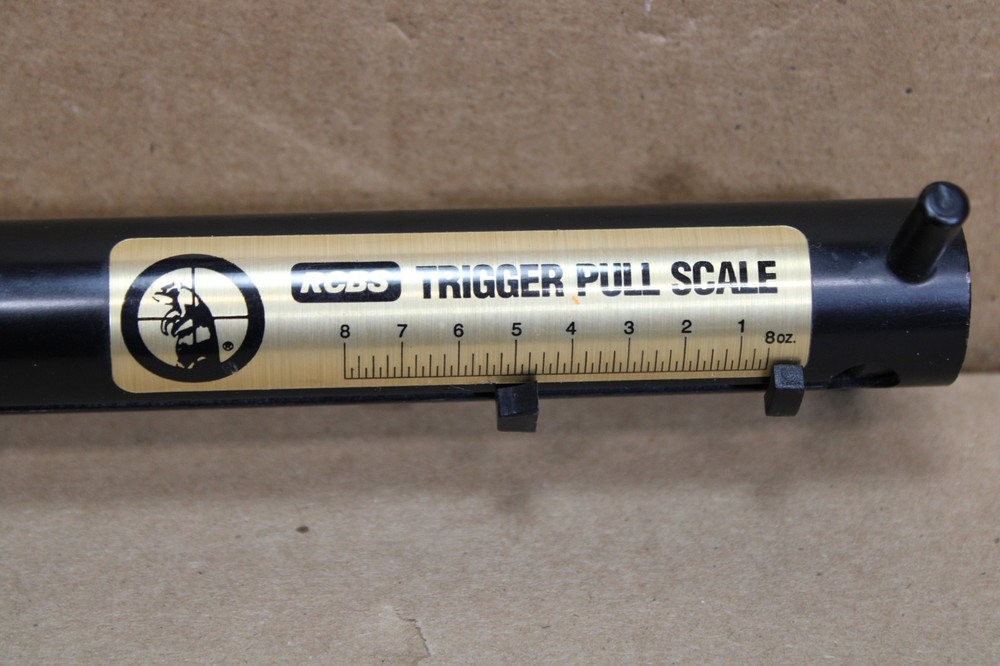 RCBS TRIGGER PULL SCALE
8 7 6 5 4 3 2 1 8oz.
®